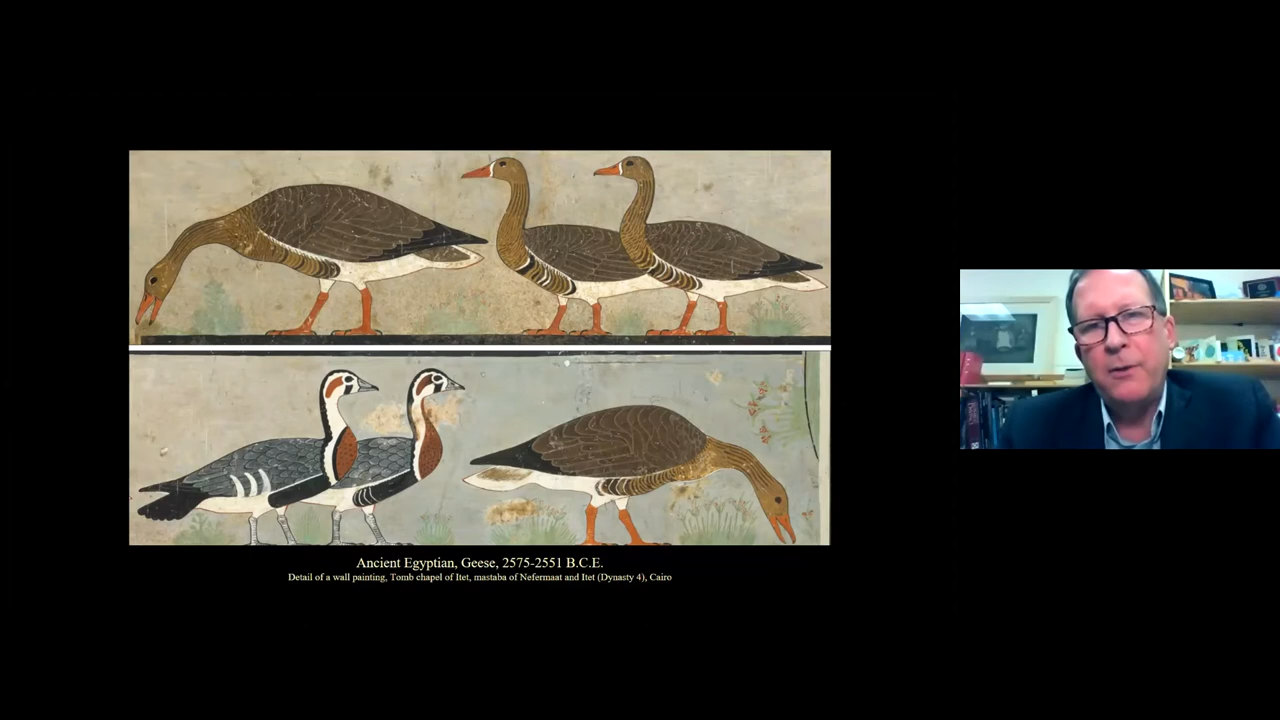 Ancient Egyptian, Geese, 2575-2551 B.C.E.
Detail of a wall painting, Tomb chapel of Itet, mastaba of Nefermaat and Itet (Dynasty 4), Cairo